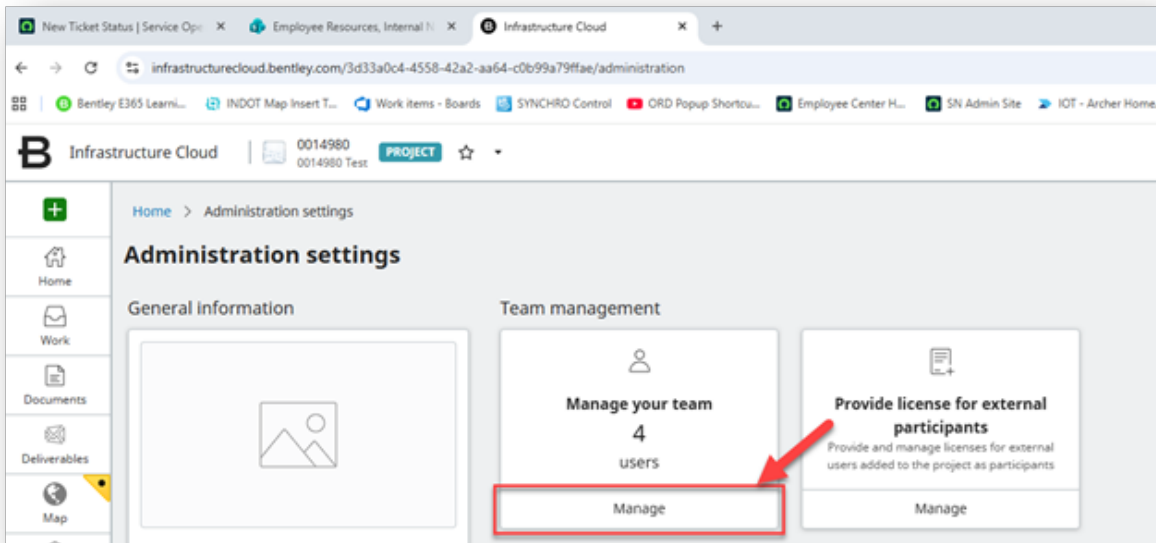 New Ticket Status | Service Ope
Employee Resources, Internal N
Infrastructure Cloud
infrastructurecloud.bentley.com/3d33a0c4-4558-42a2-aa64-c0b99a79ffae/administration
Bentley E365 Learni...
INDOT Map Insert T...
Work items - Boards
SYNCHRO Control
ORD Popup Shortcu...
Employee Center H...
SN Admin Site
IOT - Archer Home
B Infrastructure Cloud
0014980
0014980 Test
PROJECT
Home > Administration settings
Administration settings
Home
Work
Documents
Deliverables
Map
General information
Team management
Manage your team
4
users
Manage
Provide license for external
participants
Provide and manage licenses for external
users added to the project as participants
Manage